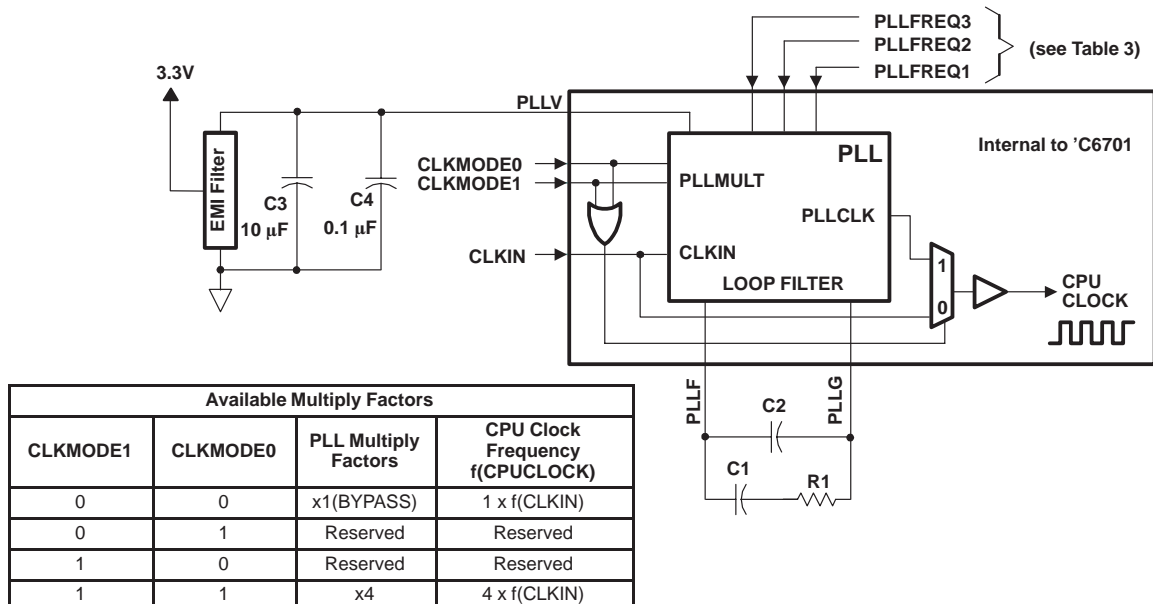 PLLFREQ3
PLLFREQ2
PLLFREQ1
(see Table 3)
3.3V
PLLV
EMI Filter
C3
10 μF
C4
0.1 μF
CLKMODE0
CLKMODE1
CLKIN
Internal to 'C6701
PLL
PLLMULT
PLLCLK
CLKIN
LOOP FILTER
1
0
CPU
CLOCK
PLLF
PLLG
C2
C1
R1
Available Multiply Factors
CLKMODE1 CLKMODE0 PLL Multiply Factors CPU Clock Frequency f(CPUCLOCK)
0 0 x1(BYPASS) 1 x f(CLKIN)
0 1 Reserved Reserved
1 0 Reserved Reserved
1 1 x4 4 x f(CLKIN)